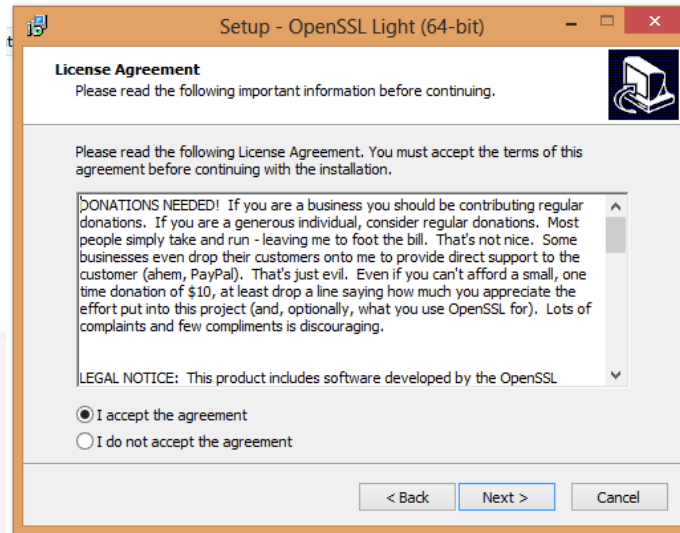 Setup - OpenSSL Light (64-bit)
License Agreement
Please read the following important information before continuing.
Please read the following License Agreement. You must accept the terms of this
agreement before continuing with the installation.
DONATIONS NEEDED!  If you are a business you should be contributing regular
donations.  If you are a generous individual, consider regular donations.  Most
people simply take and run - leaving me to foot the bill.  That's not nice.  Some
businesses even drop their customers onto me to provide direct support to the
customer (ahem, PayPal).  That's just evil.  Even if you can't afford a small, one
time donation of $10, at least drop a line saying how much you appreciate the
effort put into this project (and, optionally, what you use OpenSSL for).  Lots of
complaints and few compliments is discouraging.
LEGAL NOTICE:  This product includes software developed by the OpenSSL
I accept the agreement
I do not accept the agreement
< Back
Next >
Cancel